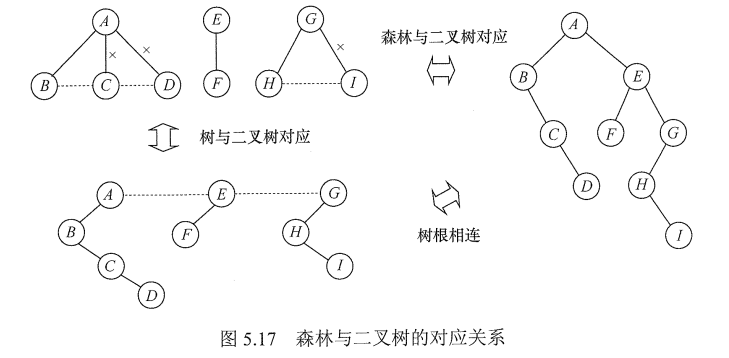 A E G
× × ×
B C D F H I
森林与二叉树对应
A
B E
C F G
D H
I
树与二叉树对应
A E G
B F H
C I
D
树根相连
图 5.17 森林与二叉树的对应关系